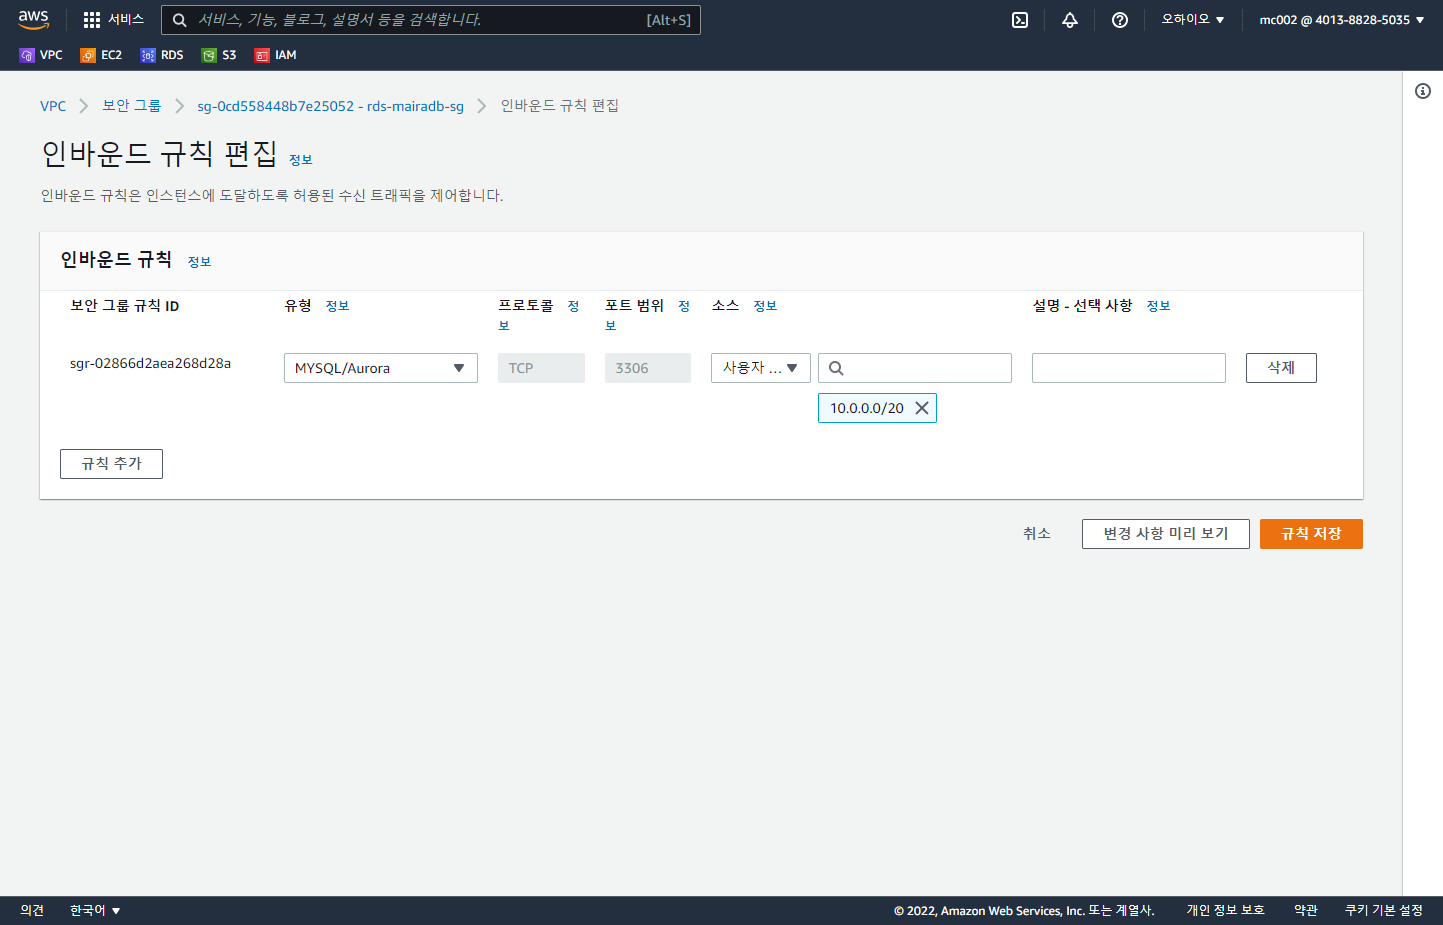 aws 서비스 서비스, 기능, 블로그, 설명서 등을 검색합니다. [Alt+S] 오하이오 mc002 @ 4013-8828-5035
VPC EC2 RDS S3 IAM
VPC 보안 그룹 sg-0cd558448b7e25052 - rds-mairadb-sg 인바운드 규칙 편집
인바운드 규칙 편집 정보
인바운드 규칙은 인스턴스에 도달하도록 허용된 수신 트래픽을 제어합니다.
인바운드 규칙 정보
보안 그룹 규칙 ID 유형 정보 프로토콜 정보 포트 범위 정보 소스 정보 설명 - 선택 사항 정보
sgr-02866d2aea268d28a MYSQL/Aurora TCP 3306 사용자 ... 삭제
10.0.0.0/20
규칙 추가
취소 변경 사항 미리 보기 규칙 저장
의견 한국어 © 2022, Amazon Web Services, Inc. 또는 계열사. 개인 정보 보호 약관 쿠키 기본 설정